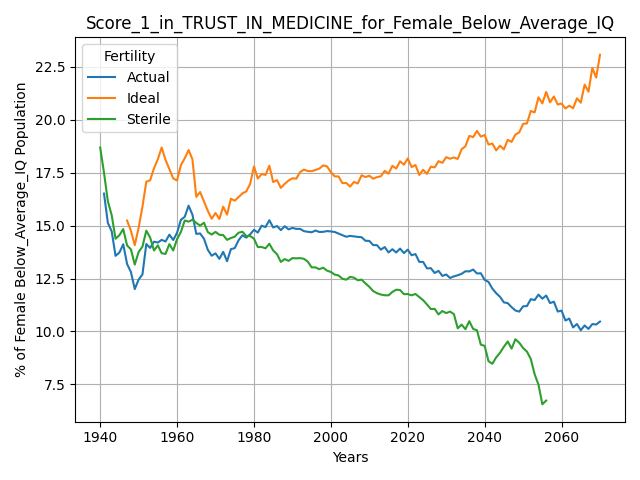 Score_1_in_TRUST_IN_MEDICINE_for_Female_Below_Average_IQ
Fertility
Actual
Ideal
Sterile
% of Female Below_Average_IQ Population
22.5
20.0
17.5
15.0
12.5
10.0
7.5
1940 1960 1980 2000 2020 2040 2060
Years